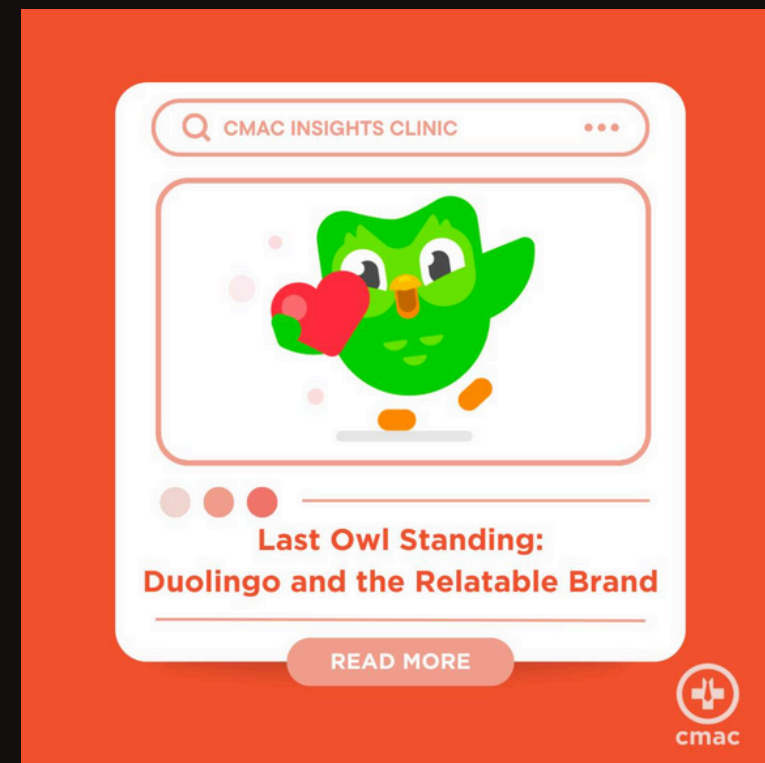 CMAC INSIGHTS CLINIC
Last Owl Standing:
Duolingo and the Relatable Brand
READ MORE
cmac